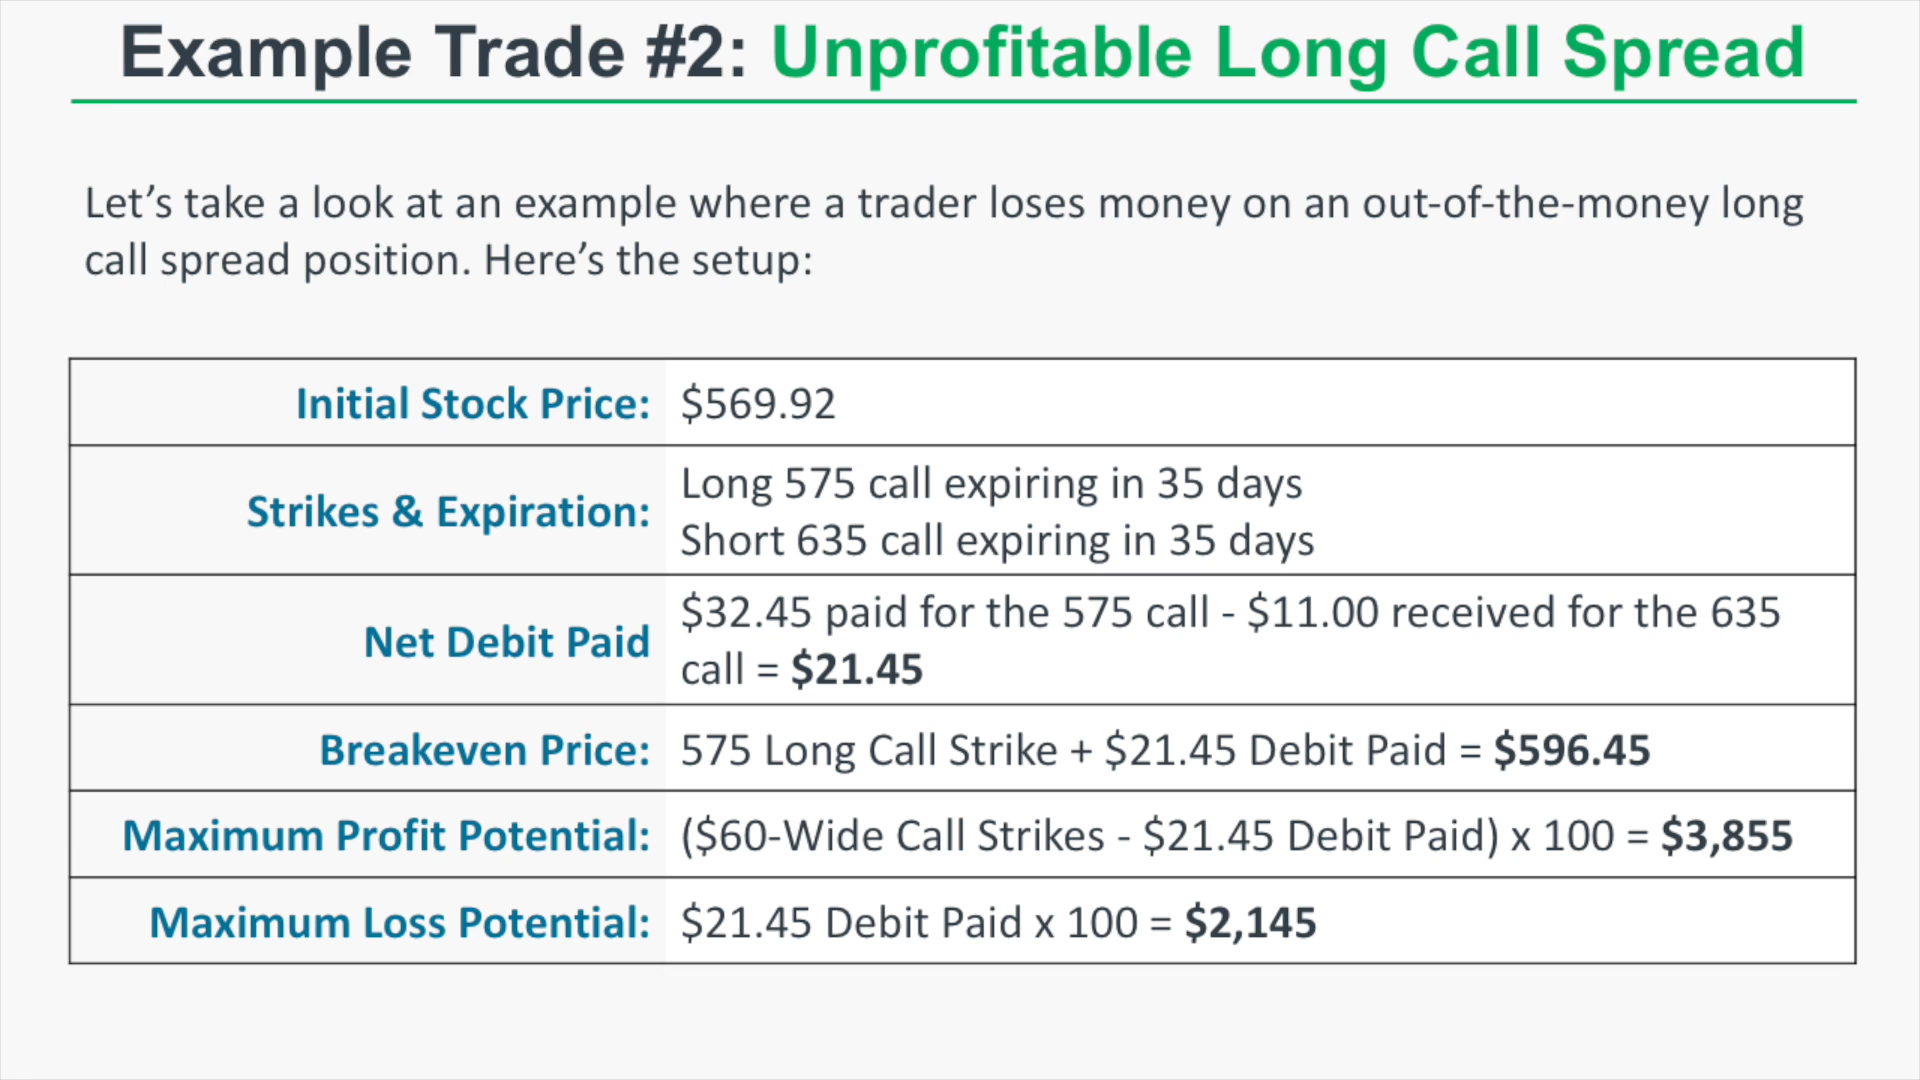 Example Trade #2: Unprofitable Long Call Spread
Let’s take a look at an example where a trader loses money on an out-of-the-money long
call spread position. Here’s the setup:
Initial Stock Price: $569.92
Strikes & Expiration: Long 575 call expiring in 35 days
Short 635 call expiring in 35 days
Net Debit Paid $32.45 paid for the 575 call - $11.00 received for the 635
call = $21.45
Breakeven Price: 575 Long Call Strike + $21.45 Debit Paid = $596.45
Maximum Profit Potential: ($60-Wide Call Strikes - $21.45 Debit Paid) x 100 = $3,855
Maximum Loss Potential: $21.45 Debit Paid x 100 = $2,145